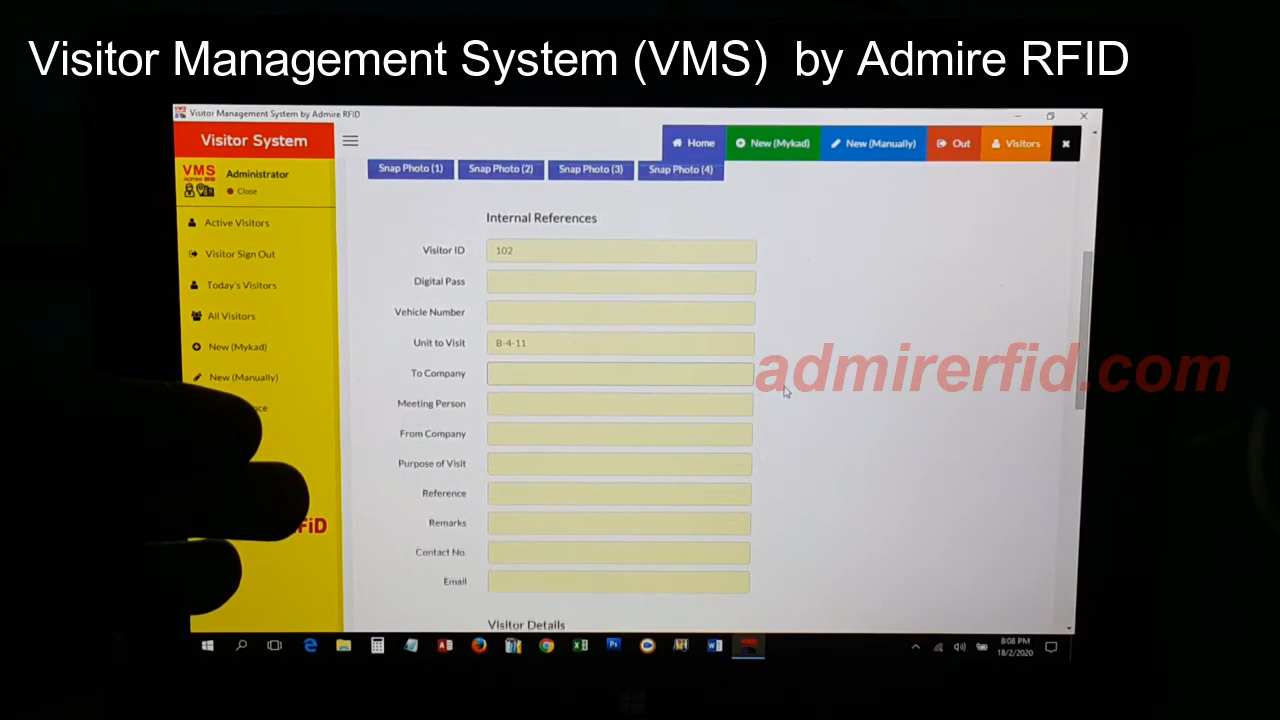 Visitor Management System (VMS) by Admire RFID
Visitor Management System by Admire RFID
Visitor System
Home
New (Mykad)
New (Manually)
Out
Visitors
VMS
Admire RFID
Administrator
Close
Snap Photo (1)
Snap Photo (2)
Snap Photo (3)
Snap Photo (4)
Active Visitors
Visitor Sign Out
Today's Visitors
All Visitors
New (Mykad)
New (Manually)
Internal References
Visitor ID 102
Digital Pass
Vehicle Number
Unit to Visit B-4-11
To Company
Meeting Person
From Company
Purpose of Visit
Reference
Remarks
Contact No.
Email
Visitor Details
admirerfid.com
8:08 PM
18/2/2020